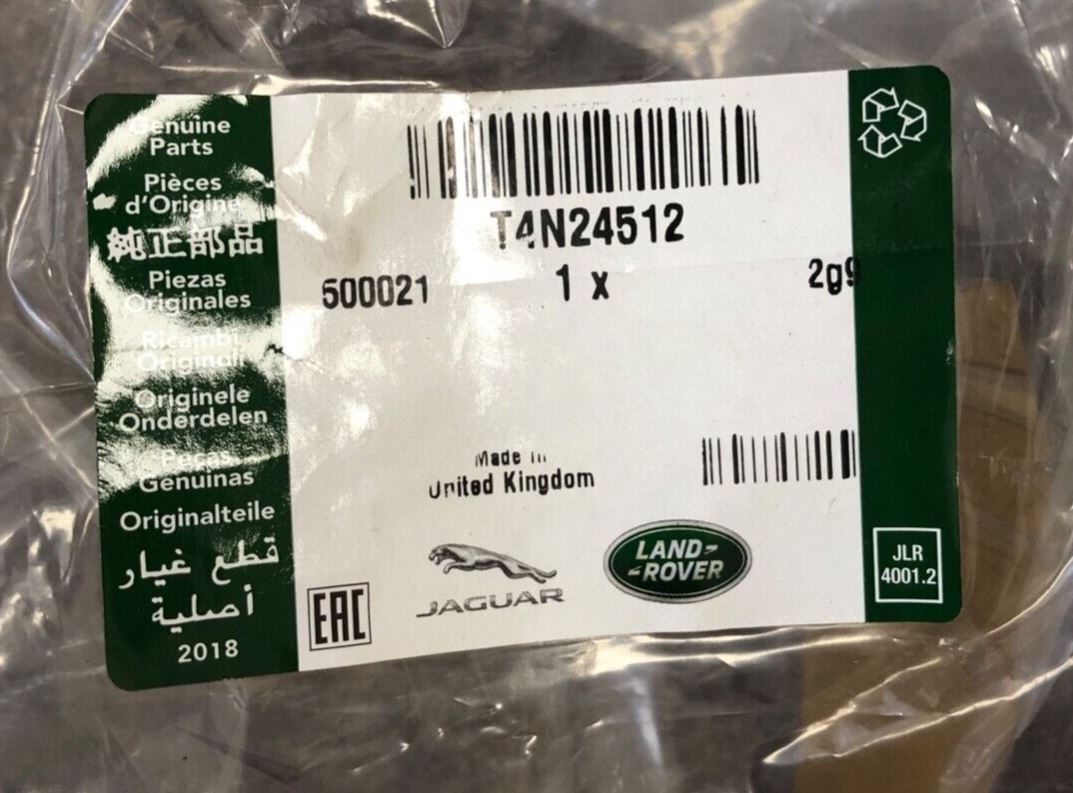 Genuine
Parts
Pièces
d'Origine
純正部品
Piezas
Originales
Ricambi
Originali
Originele
Onderdelen
Peças
Genuinas
Originalteile
قطع غيار
أصلية
2018
T4N24512
500021 1 x 2g9
Made in
United Kingdom
EAC
JAGUAR
LAND-
-ROVER
JLR
4001.2